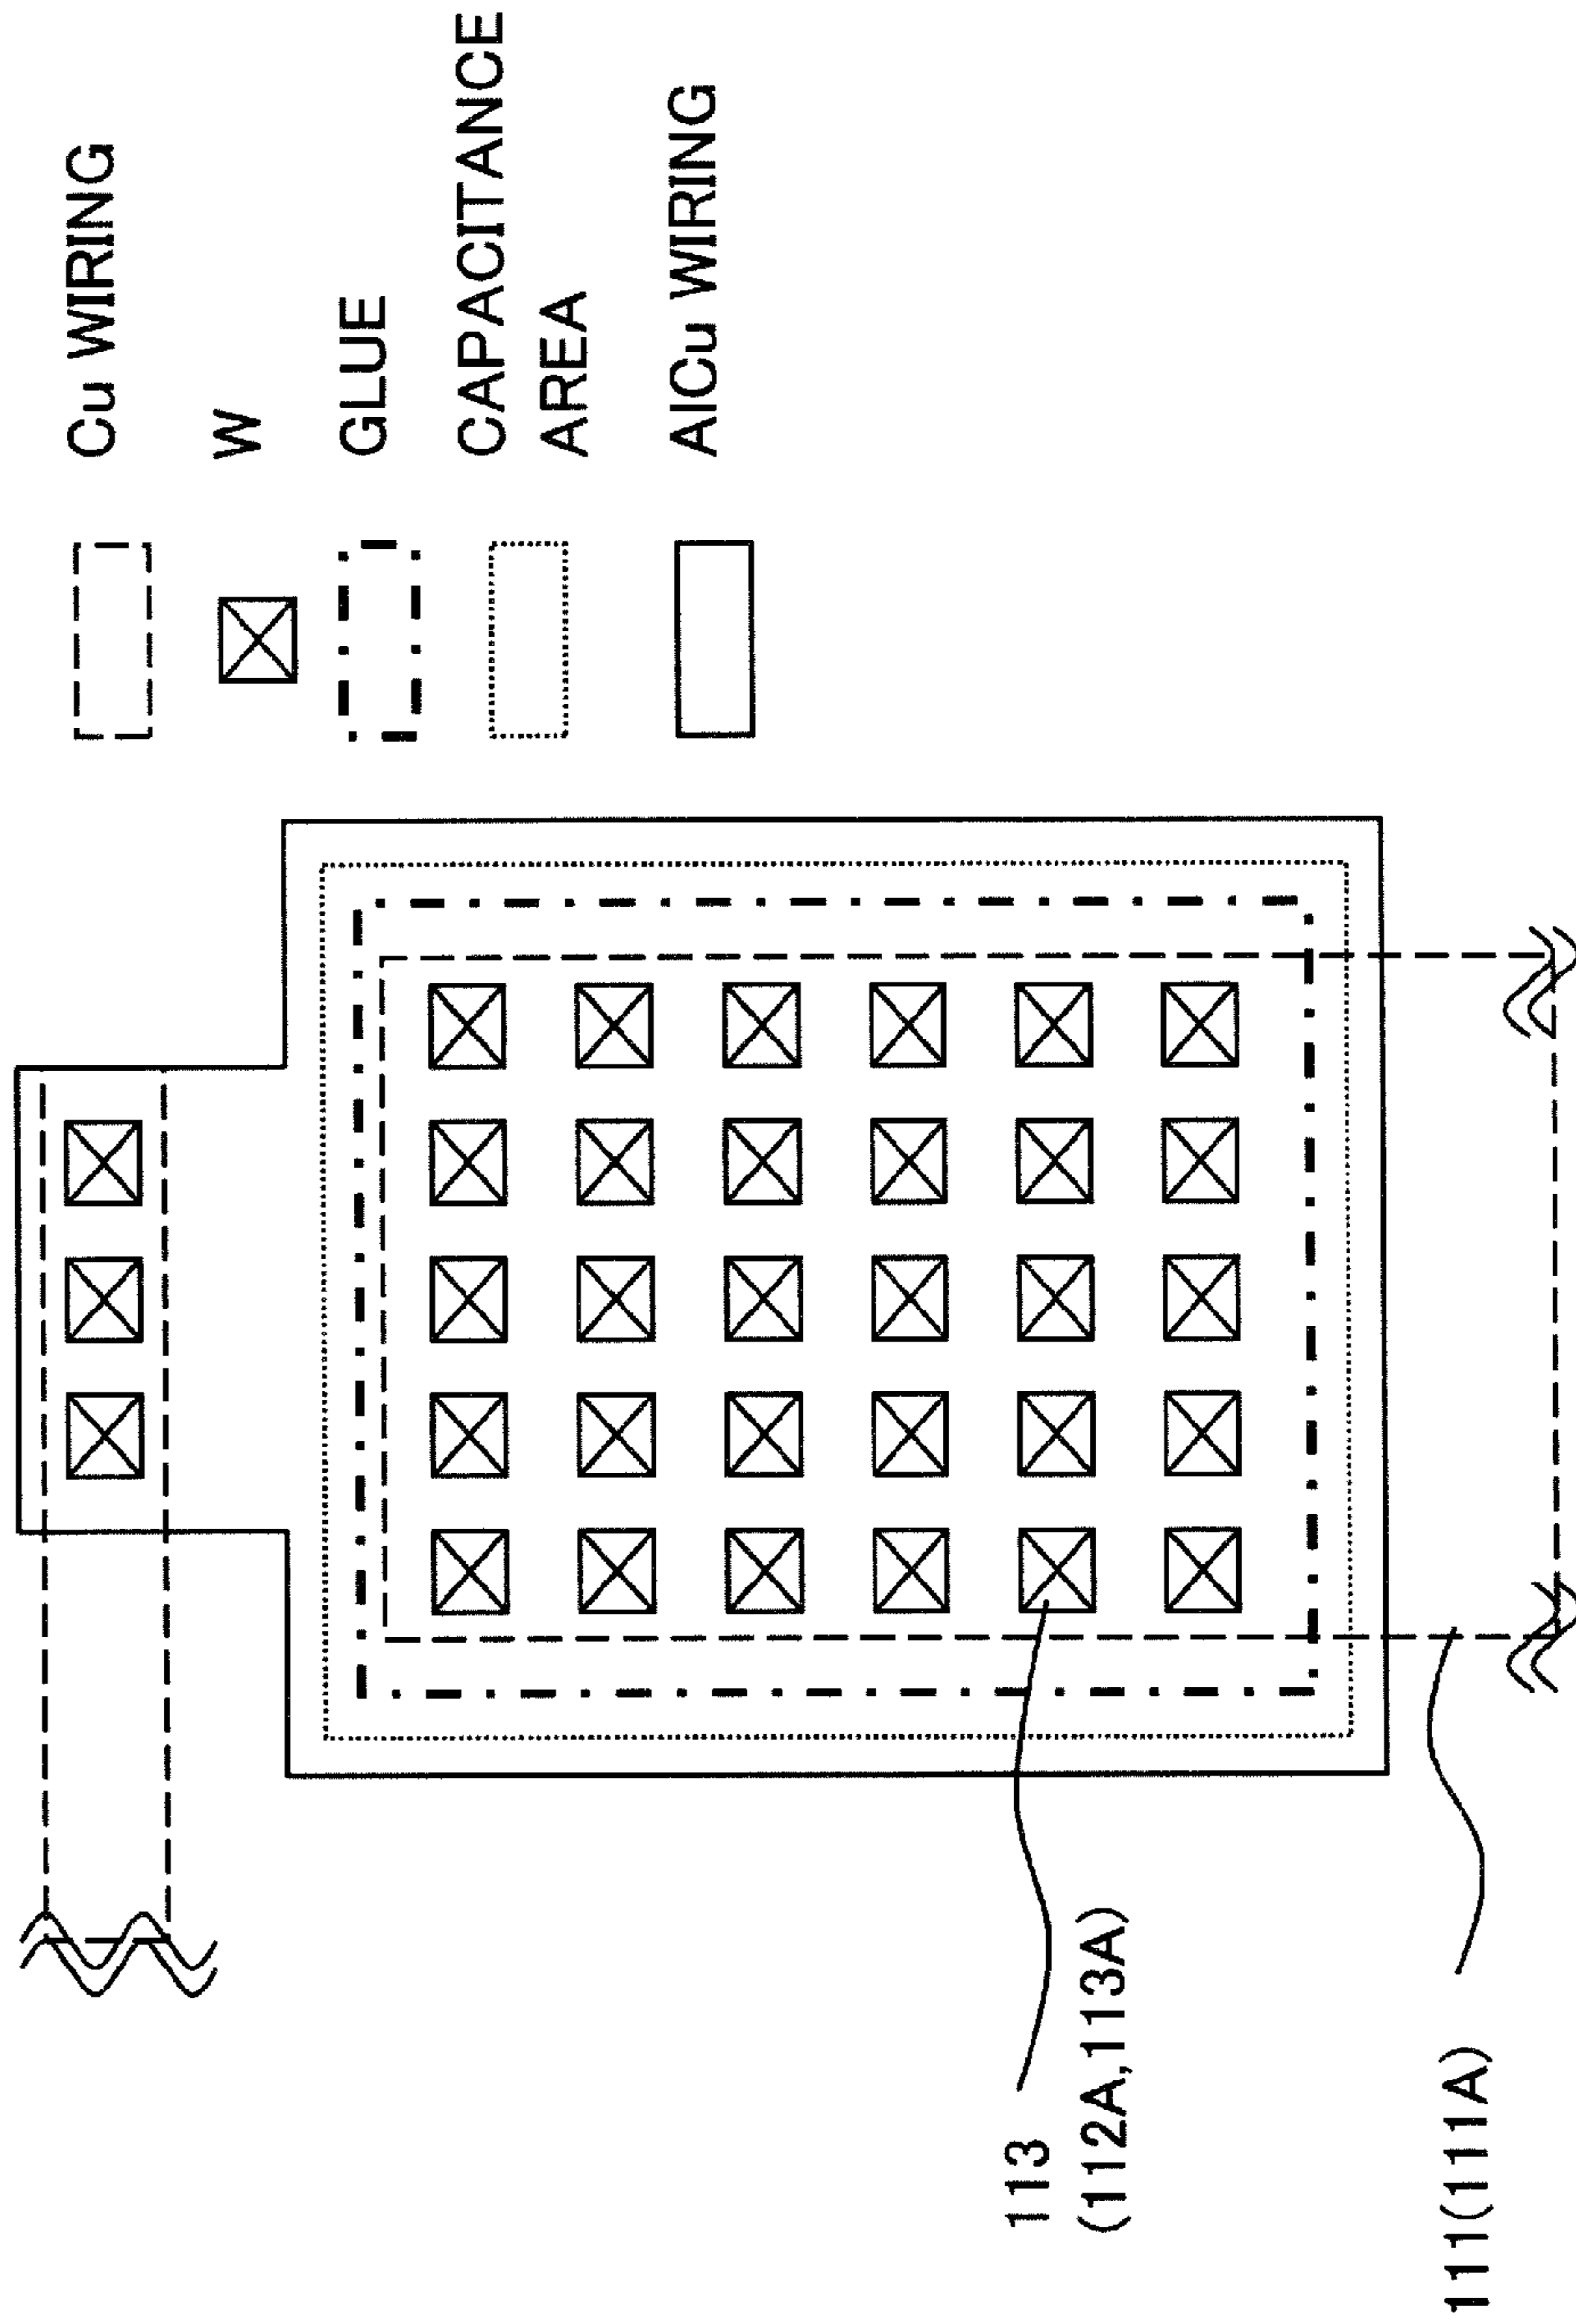 Cu WIRING
W
GLUE
CAPACITANCE
AREA
AlCu WIRING
113
(112A,113A)
111(111A)